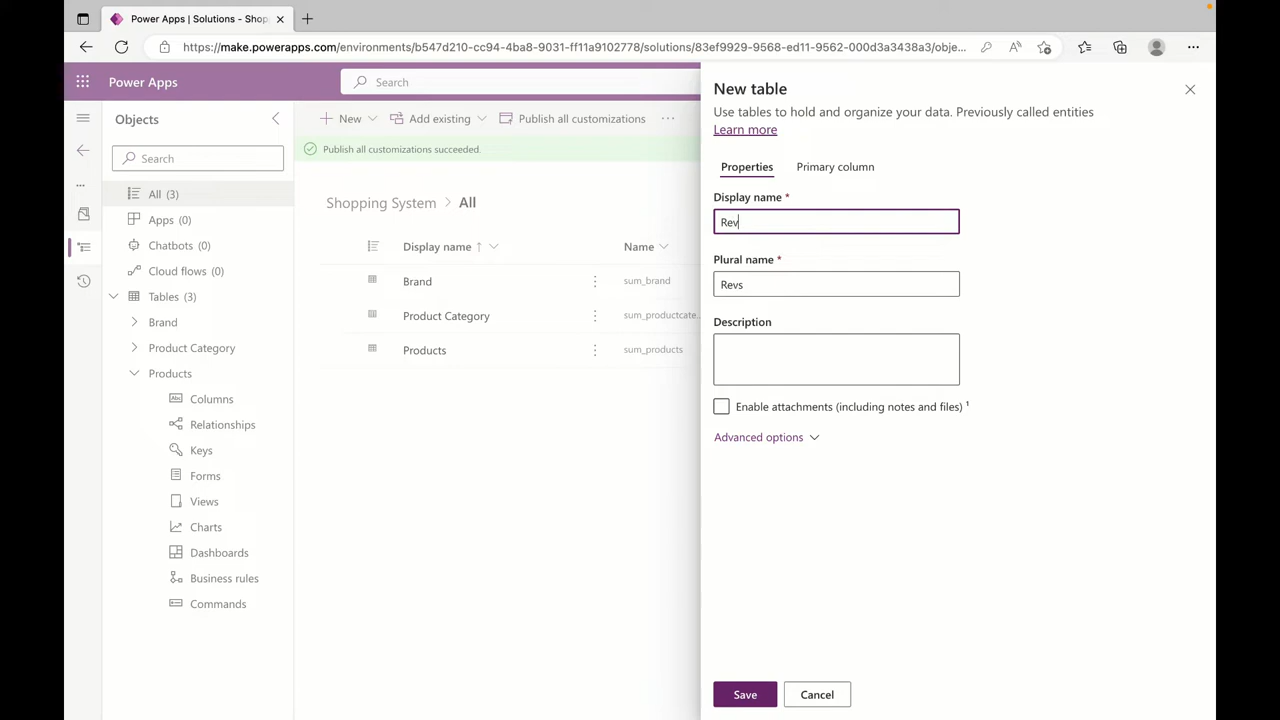 Power Apps | Solutions - Shop
https://make.powerapps.com/environments/b547d210-cc94-4ba8-9031-ff11a9102778/solutions/83ef9929-9568-ed11-9562-000d3a3438a3/obje...
Power Apps
Search
Objects
Search
All (3)
Apps (0)
Chatbots (0)
Cloud flows (0)
Tables (3)
Brand
Product Category
Products
Columns
Relationships
Keys
Forms
Views
Charts
Dashboards
Business rules
Commands
New
Add existing
Publish all customizations
Publish all customizations succeeded.
Shopping System > All
Display name ↑
Name
Brand
sum_brand
Product Category
sum_productcate...
Products
sum_products
New table
Use tables to hold and organize your data. Previously called entities
Learn more
Properties
Primary column
Display name *
Rev
Plural name *
Revs
Description
Enable attachments (including notes and files) ¹
Advanced options
Save
Cancel